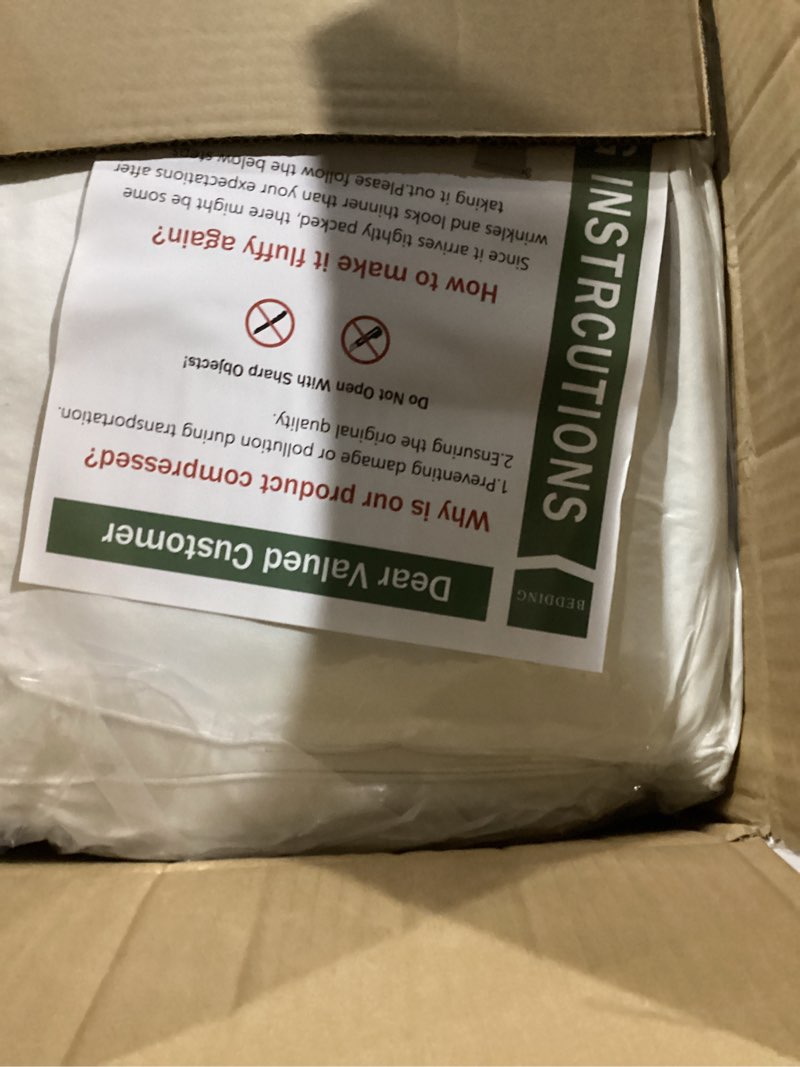 BEDDING
INSTRCUTIONS
Dear Valued Customer
Why is our product compressed?
1.Preventing damage or pollution during transportation.
2.Ensuring the original quality.
Do Not Open With Sharp Objects!
How to make it fluffy again?
Since it arrives tightly packed, there might be some
wrinkles and looks thinner than your expectations after
taking it out.Please follow the below steps